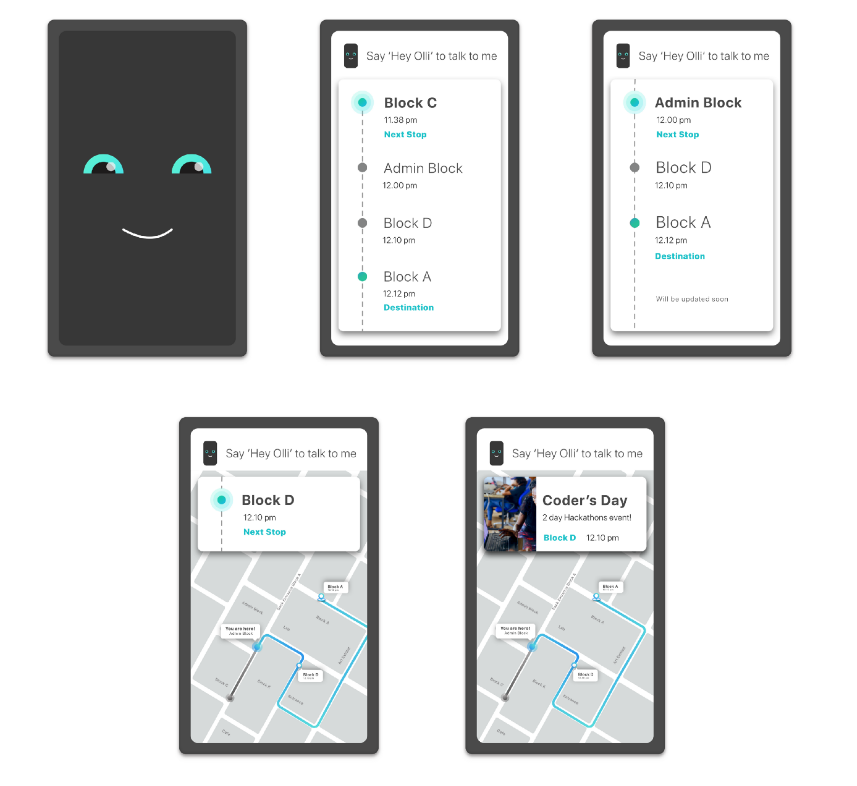 Say ‘Hey Olli’ to talk to me
Block C
11.38 pm
Next Stop
Admin Block
12.00 pm
Block D
12.10 pm
Block A
12.12 pm
Destination
Say ‘Hey Olli’ to talk to me
Admin Block
12.00 pm
Next Stop
Block D
12.10 pm
Block A
12.12 pm
Destination
Will be updated soon
Say ‘Hey Olli’ to talk to me
Block D
12.10 pm
Next Stop
Block A
You are here!
Admin Block
Say ‘Hey Olli’ to talk to me
Coder’s Day
2 day Hackathons event!
Block D 12.10 pm
Block A
You are here!
Admin Block